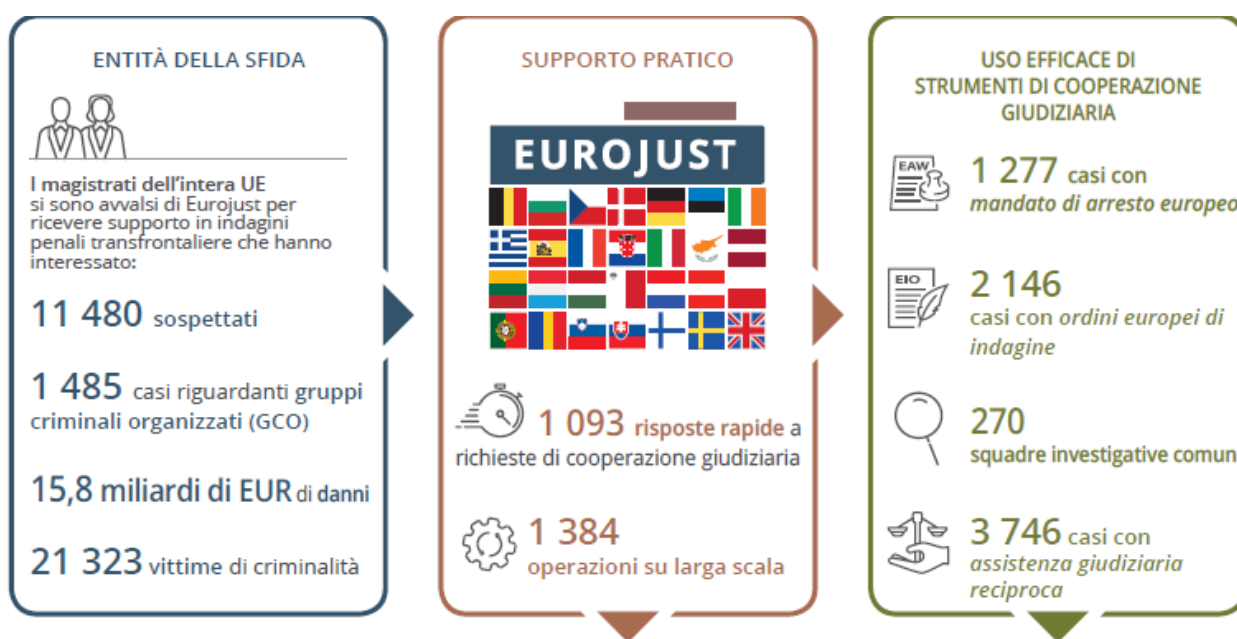 ENTITÀ DELLA SFIDA
I magistrati dell'intera UE
si sono avvalsi di Eurojust per
ricevere supporto in indagini
penali transfrontaliere che hanno
interessato:
11 480 sospettati
1 485 casi riguardanti gruppi
criminali organizzati (GCO)
15,8 miliardi di EUR di danni
21 323 vittime di criminalità
SUPPORTO PRATICO
EUROJUST
1 093 risposte rapide a
richieste di cooperazione giudiziaria
1 384
operazioni su larga scala
USO EFFICACE DI
STRUMENTI DI COOPERAZIONE
GIUDIZIARIA
EAW
1 277 casi con
mandato di arresto europeo
EIO
2 146
casi con ordini europei di
indagine
270
squadre investigative comun
3 746 casi con
assistenza giudiziaria
reciproca